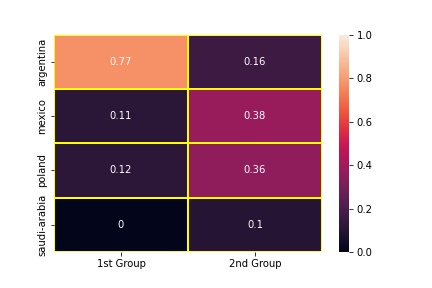 argentina 0.77 0.16
mexico 0.11 0.38
poland 0.12 0.36
saudi-arabia 0 0.1
1st Group 2nd Group
1.0
0.8
0.6
0.4
0.2
0.0